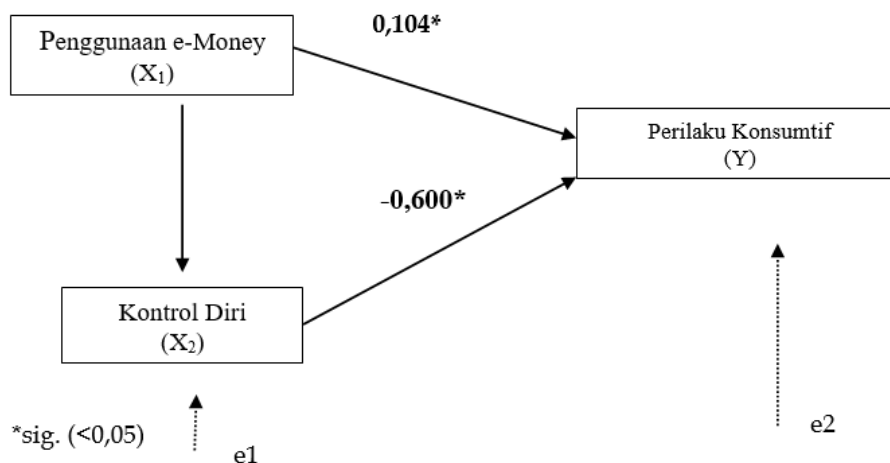 0,104*
Penggunaan e-Money
(X₁)
Perilaku Konsumtif
(Y)
-0,600*
Kontrol Diri
(X₂)
*sig. (<0,05)
e1
e2